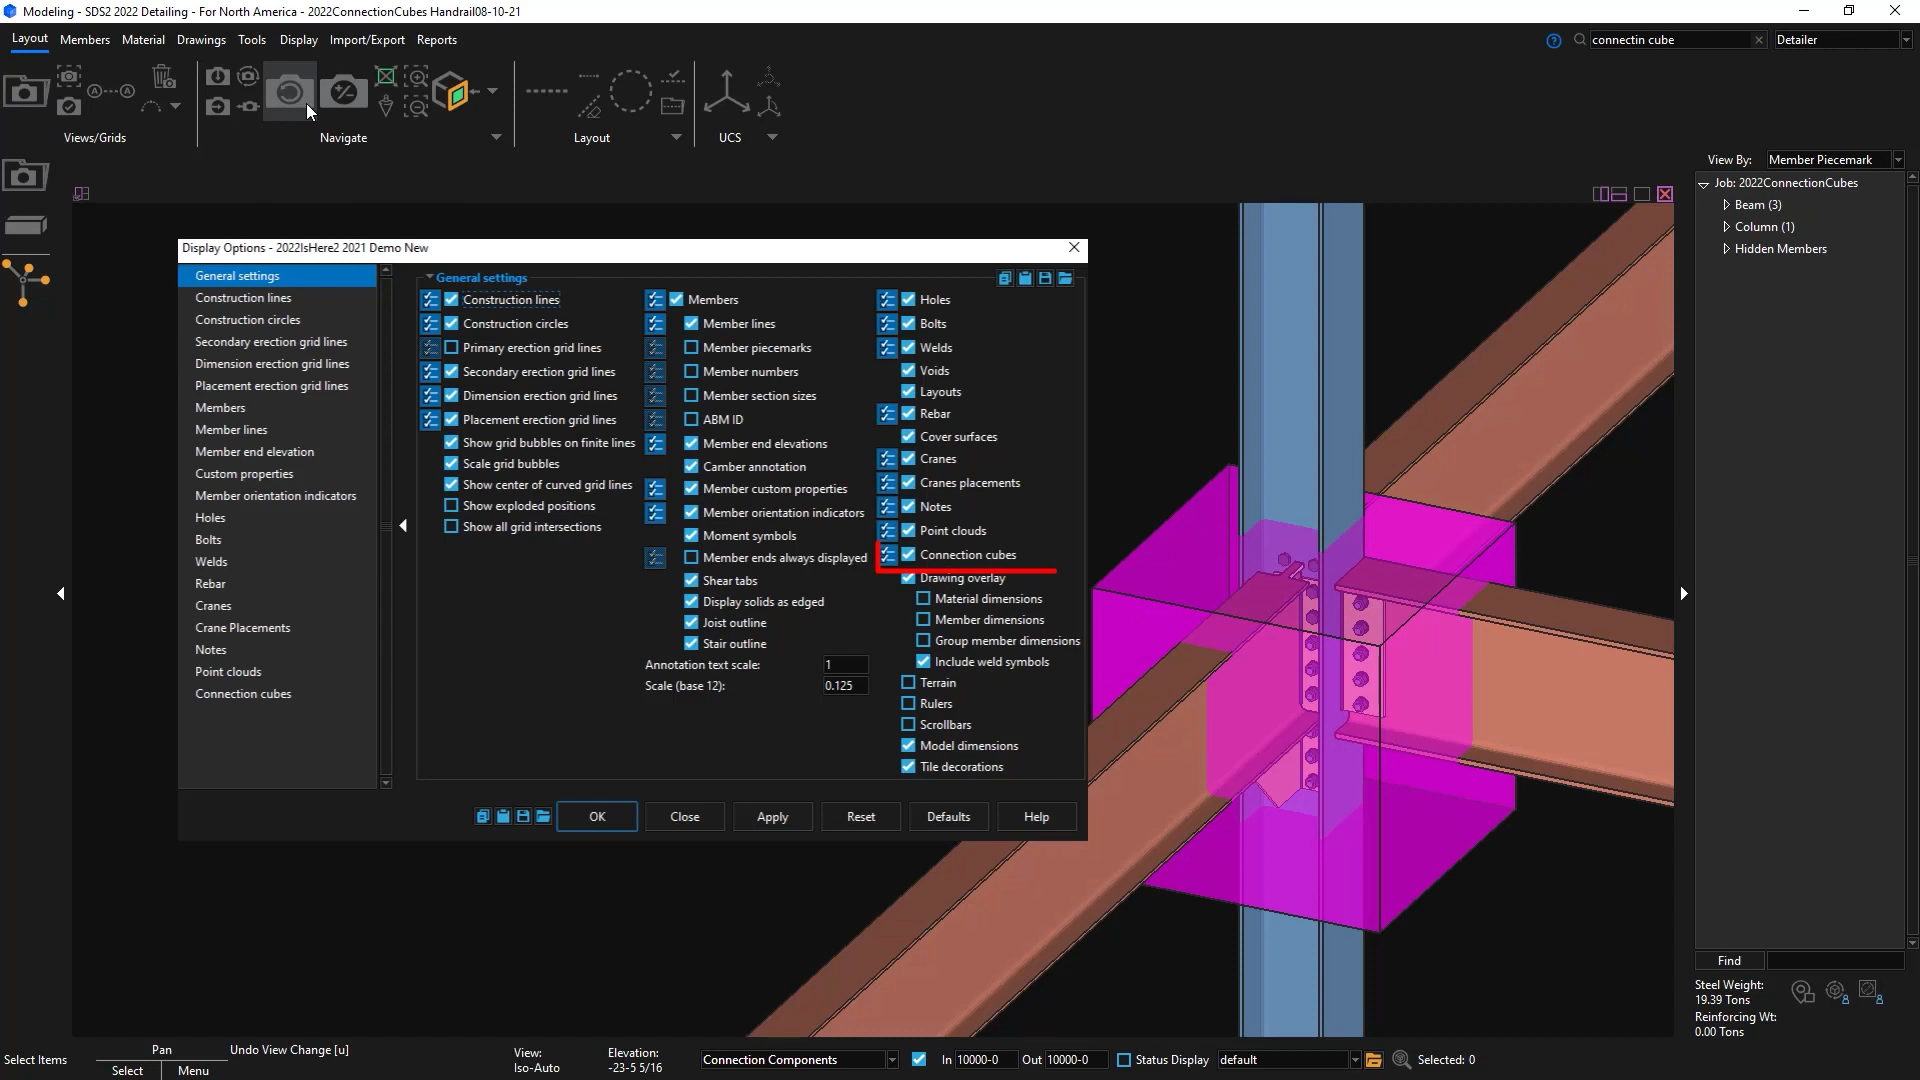 Modeling - SDS2 2022 Detailing - For North America - 2022ConnectionCubes Handrail08-10-21
Layout Members Material Drawings Tools Display Import/Export Reports
connectin cube
Detailer
Views/Grids
Navigate
Layout
UCS
View By: Member Piecemark
Job: 2022ConnectionCubes
Beam (3)
Column (1)
Hidden Members
Display Options - 2022IsHere2 2021 Demo New
General settings
Construction lines
Construction circles
Secondary erection grid lines
Dimension erection grid lines
Placement erection grid lines
Members
Member lines
Member end elevation
Custom properties
Member orientation indicators
Holes
Bolts
Welds
Rebar
Cranes
Crane Placements
Notes
Point clouds
Connection cubes
General settings
Construction lines
Construction circles
Primary erection grid lines
Secondary erection grid lines
Dimension erection grid lines
Placement erection grid lines
Show grid bubbles on finite lines
Scale grid bubbles
Show center of curved grid lines
Show exploded positions
Show all grid intersections
Members
Member lines
Member piecemarks
Member numbers
Member section sizes
ABM ID
Member end elevations
Camber annotation
Member custom properties
Member orientation indicators
Moment symbols
Member ends always displayed
Shear tabs
Display solids as edged
Joist outline
Stair outline
Annotation text scale: 1
Scale (base 12): 0.125
Holes
Bolts
Welds
Voids
Layouts
Rebar
Cover surfaces
Cranes
Cranes placements
Notes
Point clouds
Connection cubes
Drawing overlay
Material dimensions
Member dimensions
Group member dimensions
Include weld symbols
Terrain
Rulers
Scrollbars
Model dimensions
Tile decorations
OK Close Apply Reset Defaults Help
Find
Steel Weight:
19.39 Tons
Reinforcing Wt:
0.00 Tons
Select Items
Pan
Select
Menu
Undo View Change [u]
View:
Iso-Auto
Elevation:
-23-5 5/16
Connection Components
In 10000-0 Out 10000-0
Status Display default
Selected: 0